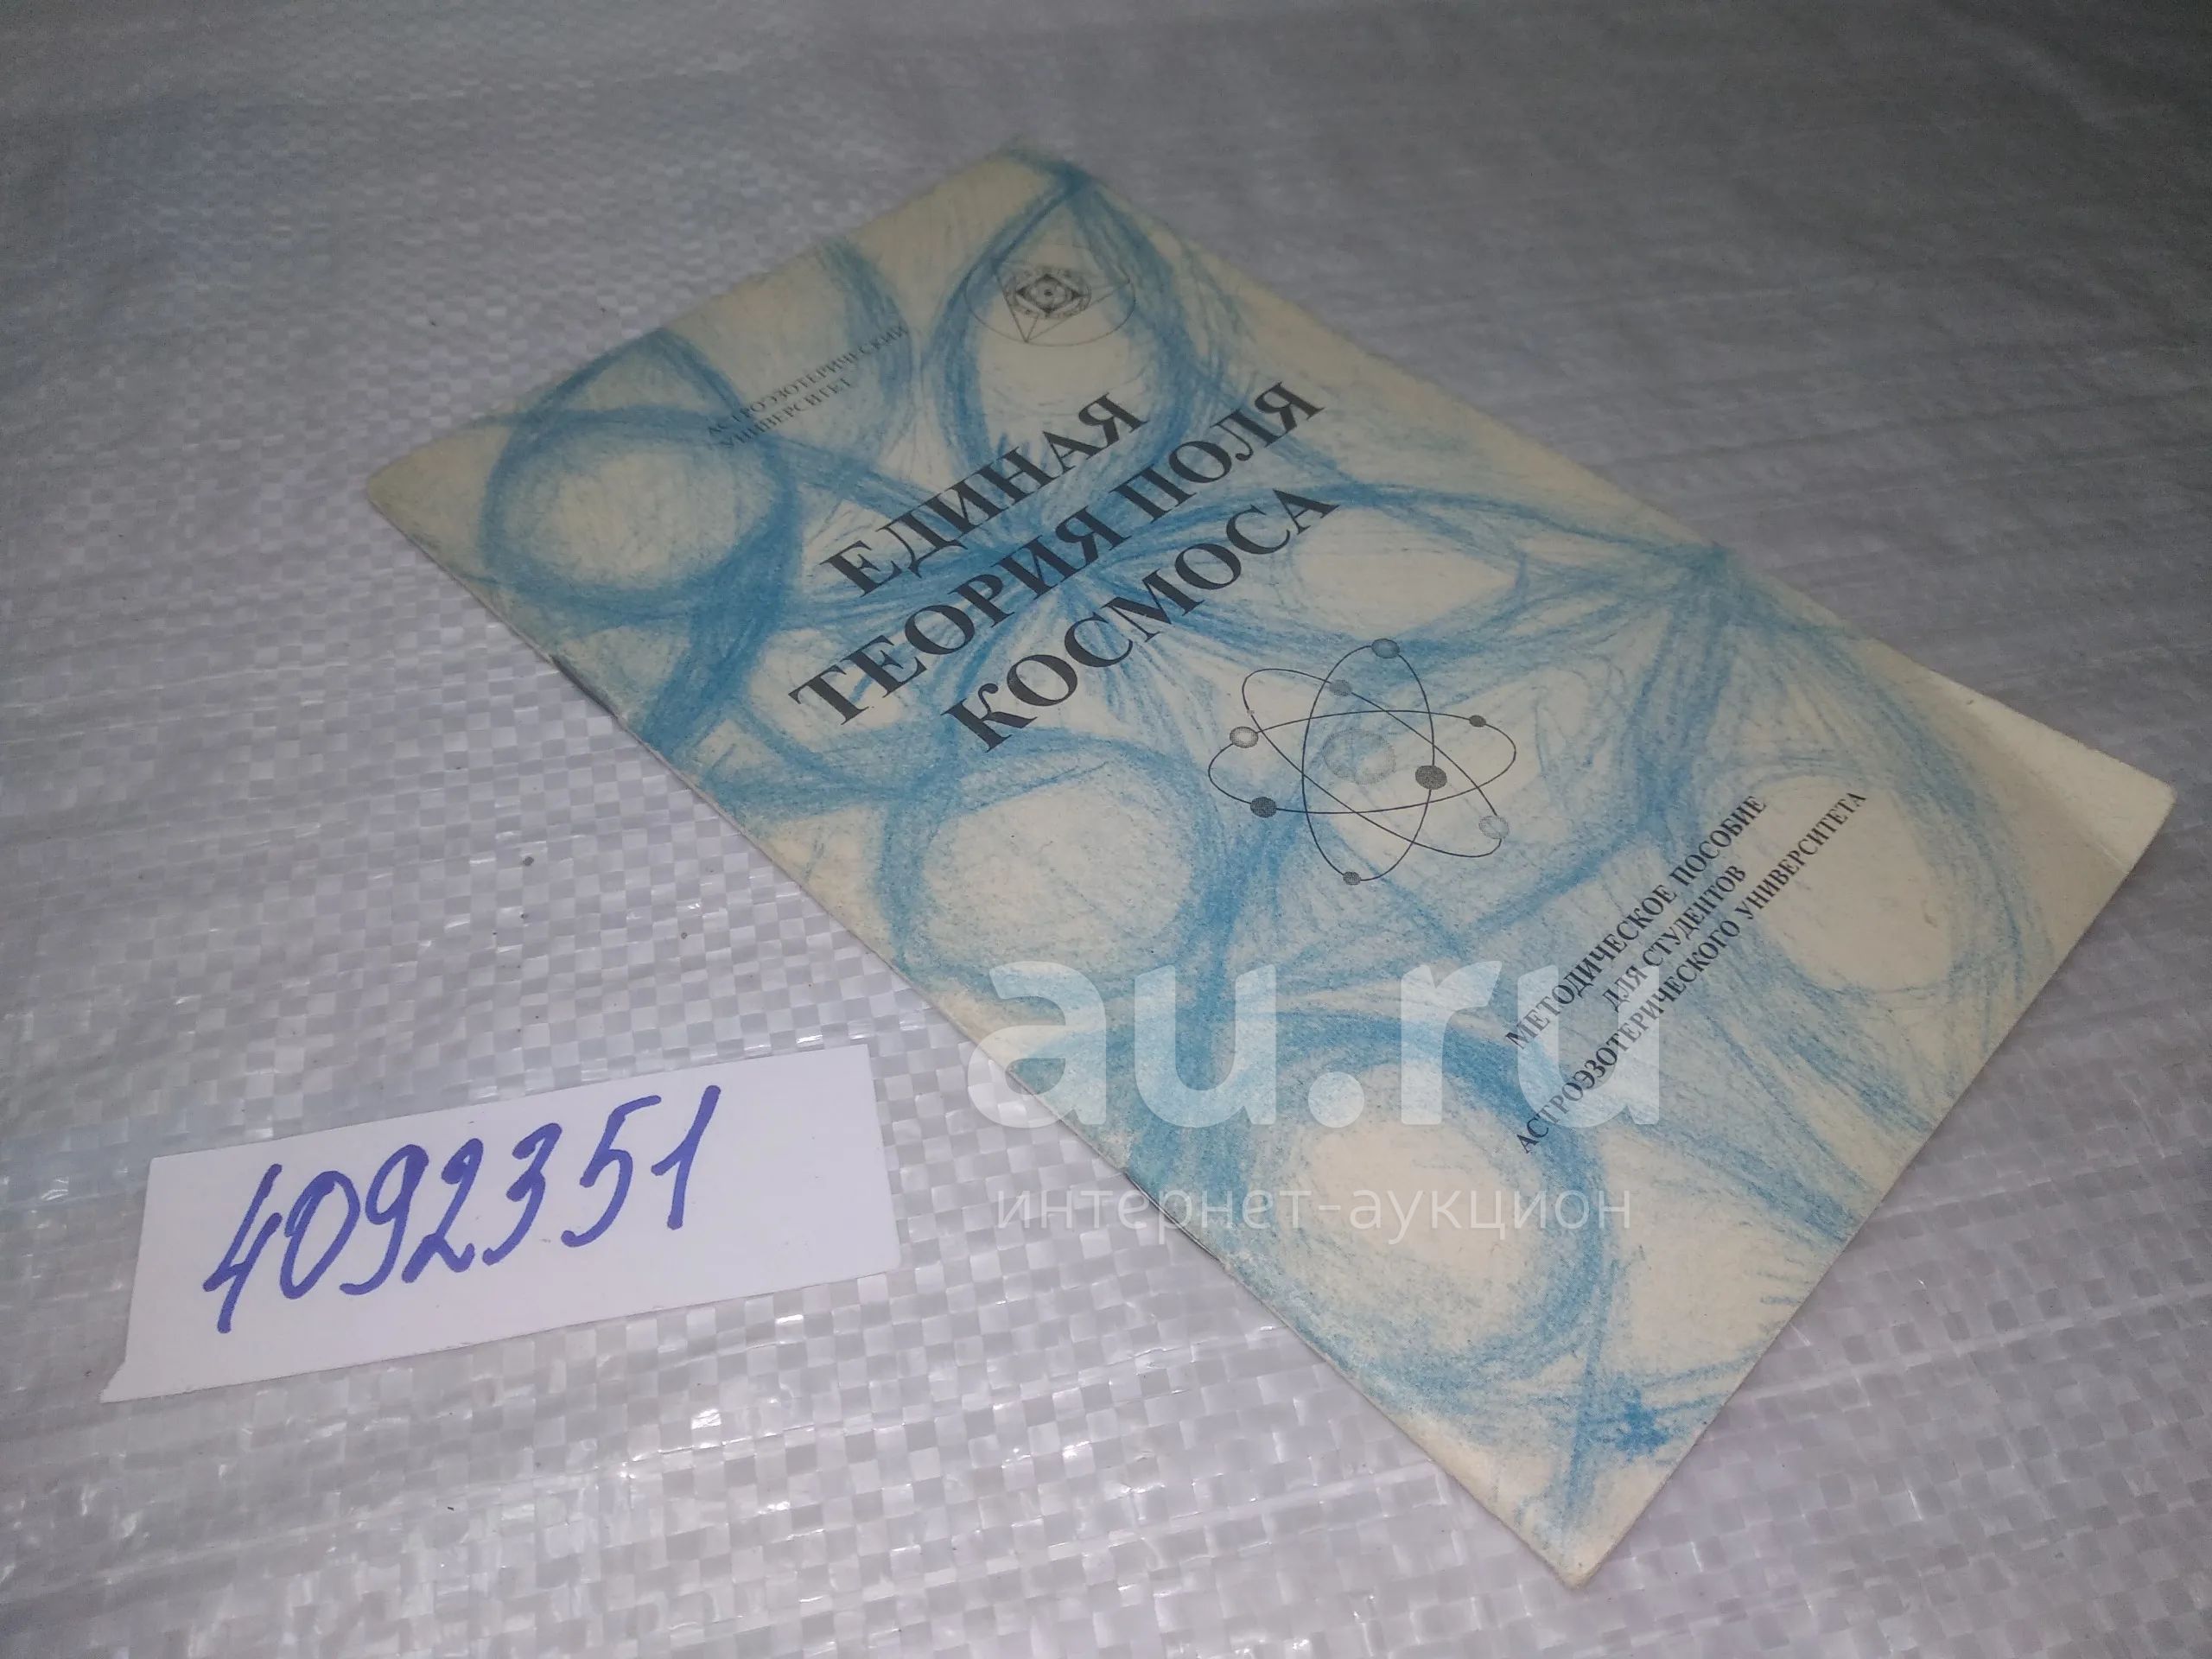 АСТРОЭЗОТЕРИЧЕСКИЙ
УНИВЕРСИТЕТ
ЕДИНАЯ
ТЕОРИЯ ПОЛЯ
КОСМОСА
МЕТОДИЧЕСКОЕ ПОСОБИЕ
ДЛЯ СТУДЕНТОВ
АСТРОЭЗОТЕРИЧЕСКОГО УНИВЕРСИТЕТА
4092351
au.ru
интернет-аукцион